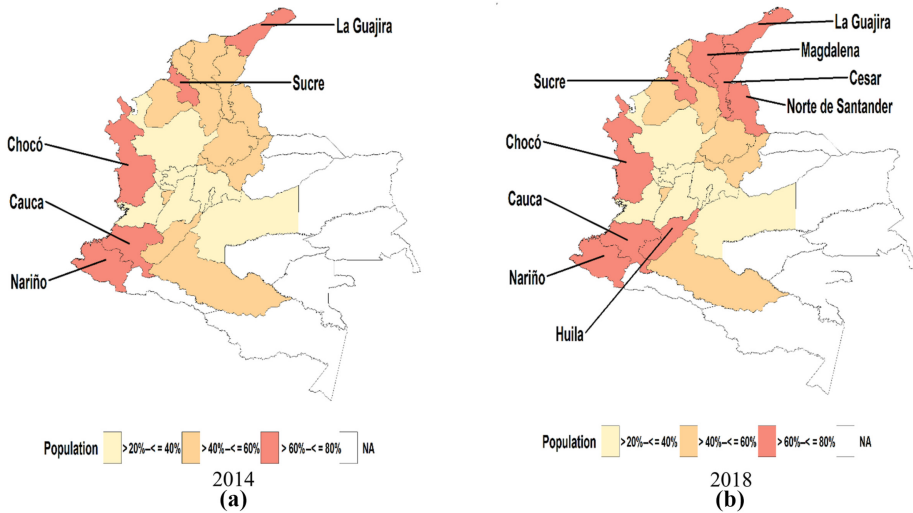 La Guajira
Sucre
Chocó
Cauca
Nariño
Population >20%–<= 40% >40%–<= 60% >60%–<= 80% NA
2014
(a)
La Guajira
Magdalena
Sucre
Cesar
Norte de Santander
Chocó
Cauca
Nariño
Huila
Population >20%–<= 40% >40%–<= 60% >60%–<= 80% NA
2018
(b)